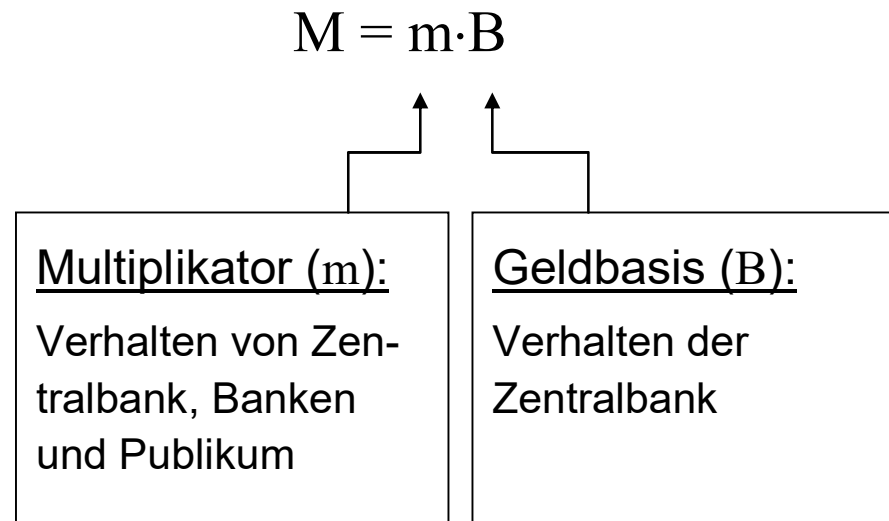 M = m·B
Multiplikator (m):
Verhalten von Zen-
tralbank, Banken
und Publikum
Geldbasis (B):
Verhalten der
Zentralbank